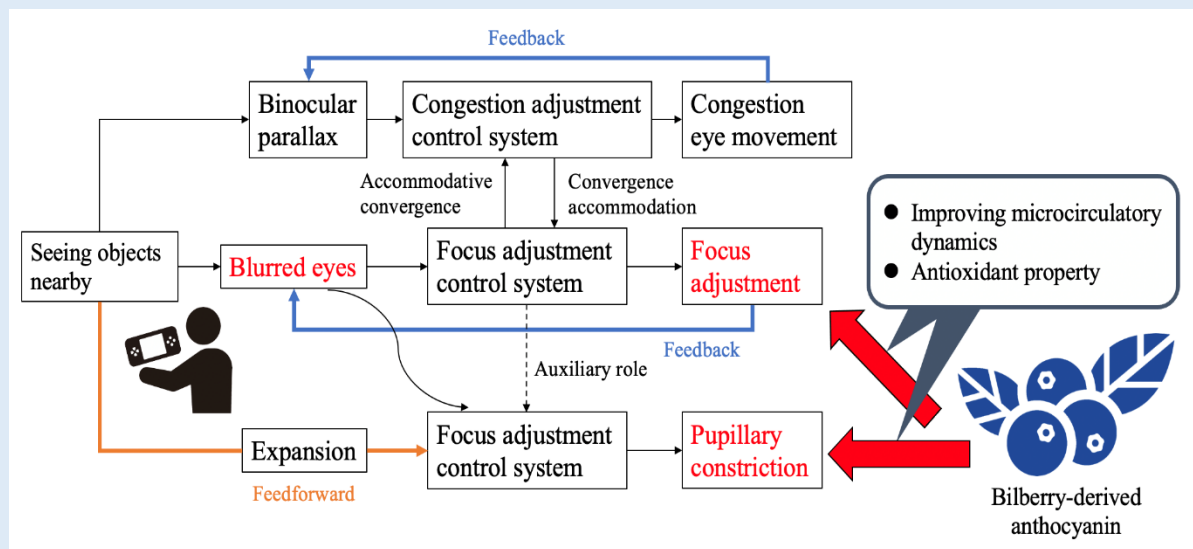 Feedback
Binocular
parallax
Congestion adjustment
control system
Congestion
eye movement
Accommodative
convergence
Convergence
accommodation
● Improving microcirculatory
dynamics
● Antioxidant property
Seeing objects
nearby
Blurred eyes
Focus adjustment
control system
Focus
adjustment
Feedback
Auxiliary role
Expansion
Feedforward
Focus adjustment
control system
Pupillary
constriction
Bilberry-derived
anthocyanin